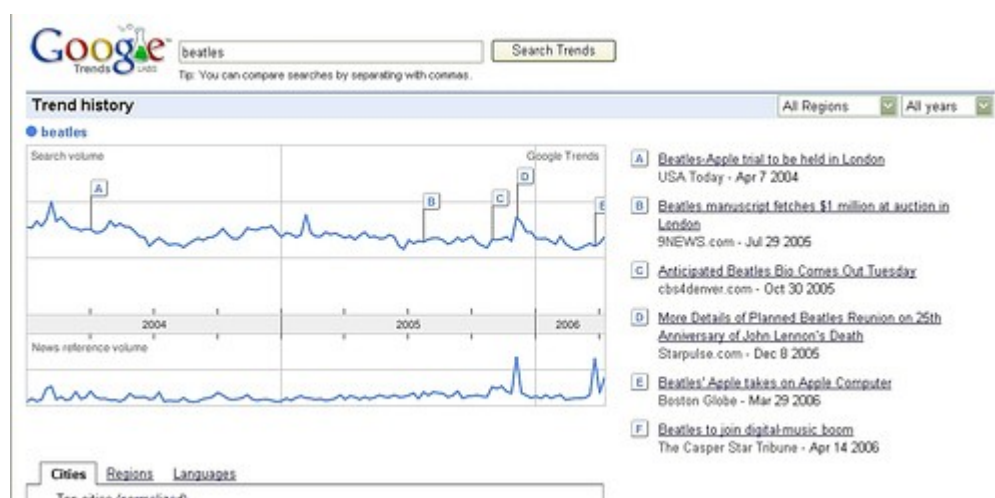 Google
Trends LABS
beatles
Search Trends
Tip: You can compare searches by separating with commas.
Trend history
All Regions
All years
beatles
Search volume
Google Trends
A
B
C
D
E
2004
2005
2006
News reference volume
A Beatles-Apple trial to be held in London
USA Today - Apr 7 2004
B Beatles manuscript fetches $1 million at auction in
London
9NEWS.com - Jul 29 2005
C Anticipated Beatles Bio Comes Out Tuesday
cbs4denver.com - Oct 30 2005
D More Details of Planned Beatles Reunion on 25th
Anniversary of John Lennon's Death
Starpulse.com - Dec 8 2005
E Beatles' Apple takes on Apple Computer
Boston Globe - Mar 29 2006
F Beatles to join digital-music boom
The Casper Star Tribune - Apr 14 2006
Cities Regions Languages